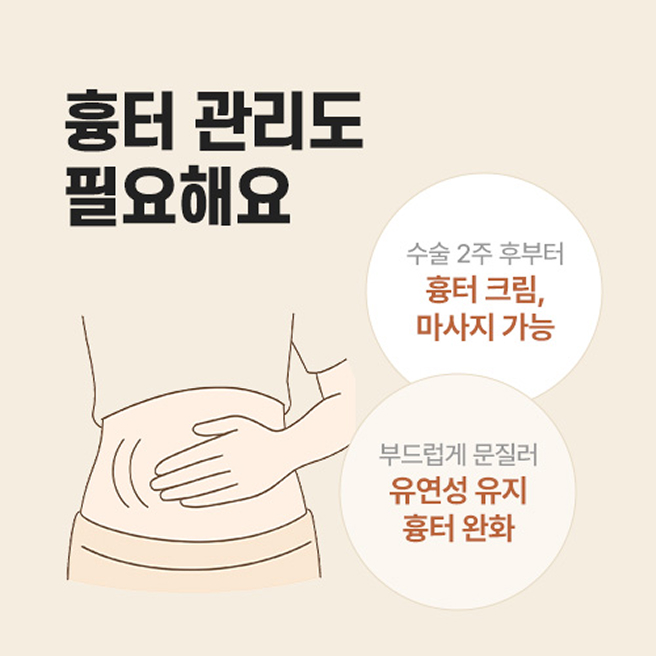 흉터 관리도
필요해요
수술 2주 후부터
흉터 크림,
마사지 가능
부드럽게 문질러
유연성 유지
흉터 완화